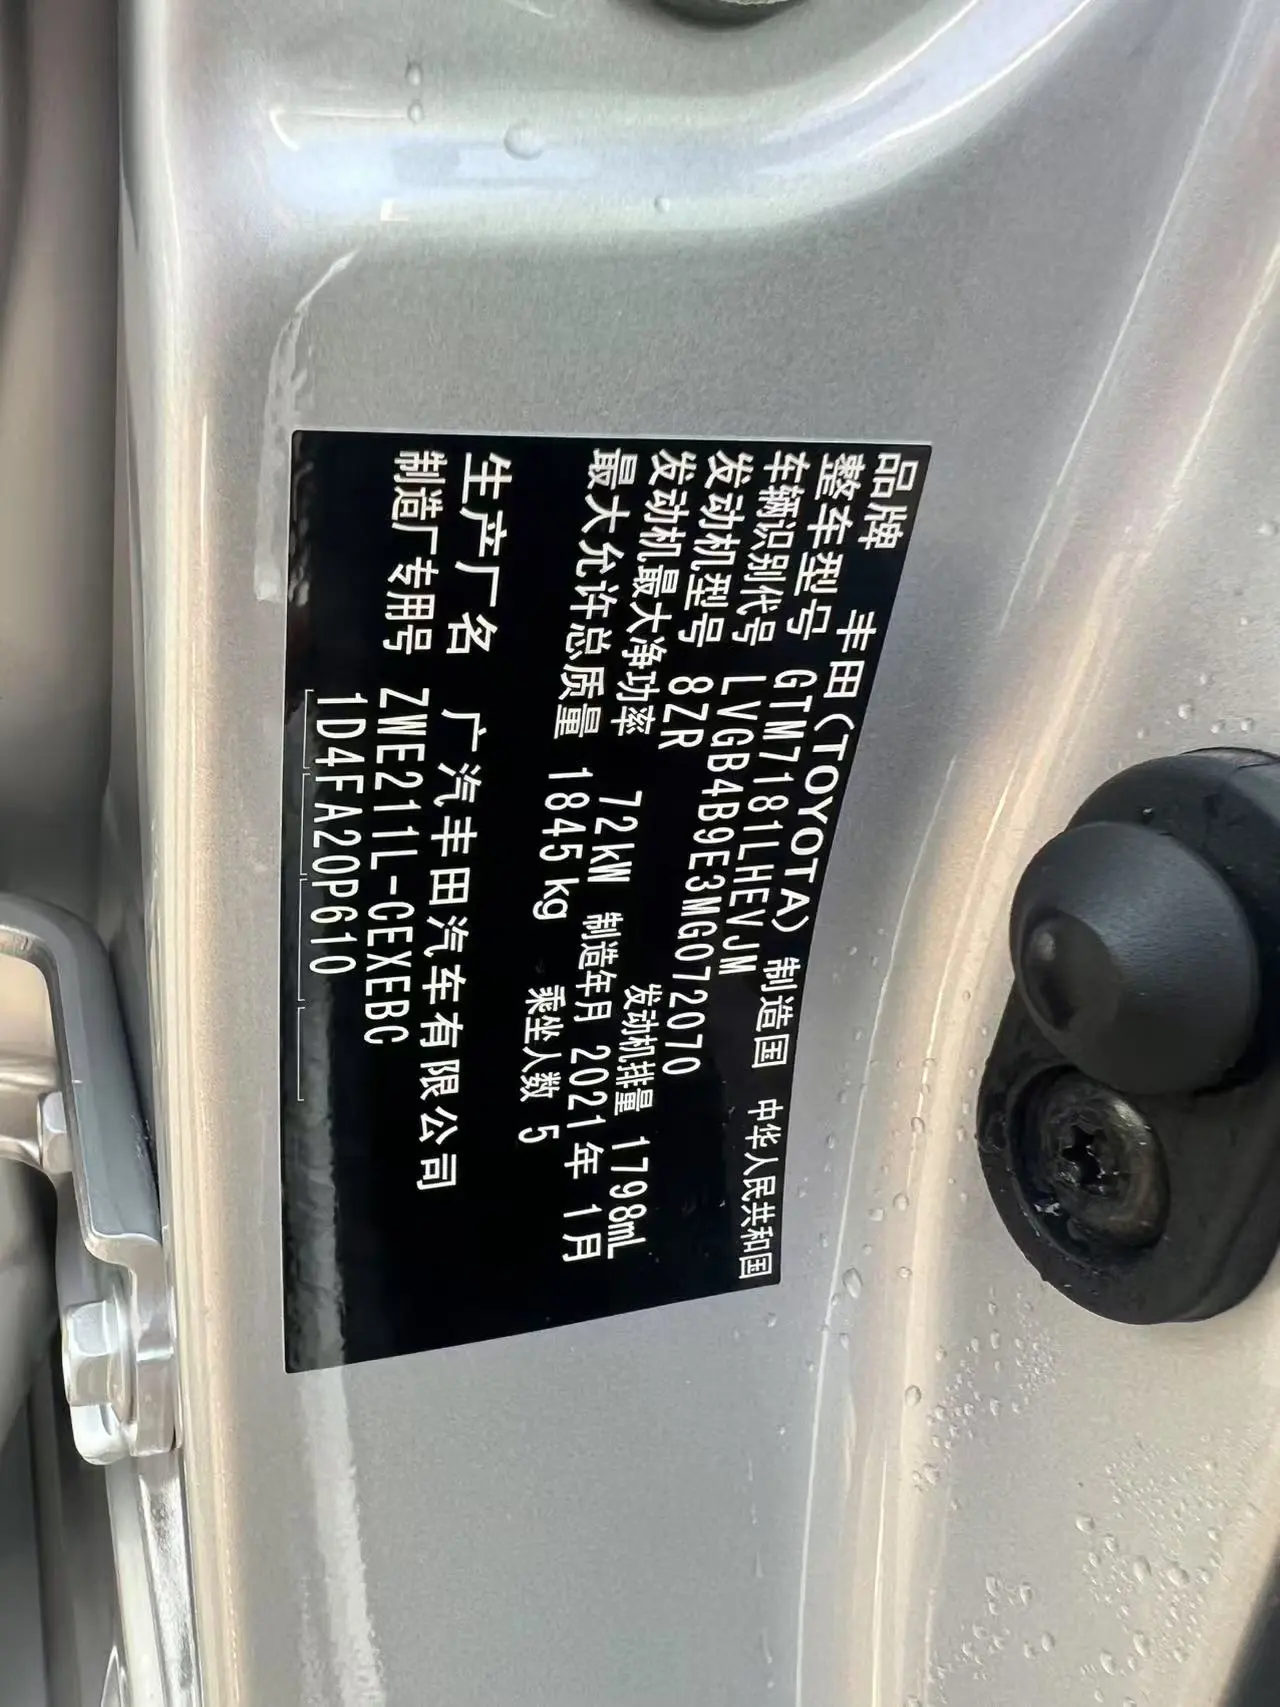 品牌 丰田(TOYOTA) 制造国 中华人民共和国
整车型号 GTM7181LHEVJM
车辆识别代号 LVGB4B9E3MG072070
发动机型号 8ZR 发动机排量 1798mL
发动机最大净功率 72kW 制造年月 2021年 1月
最大允许总质量 1845kg 乘坐人数 5
生产厂名 广汽丰田汽车有限公司
制造厂专用号 ZWE211L-GEXEBC
1D4FA20P610